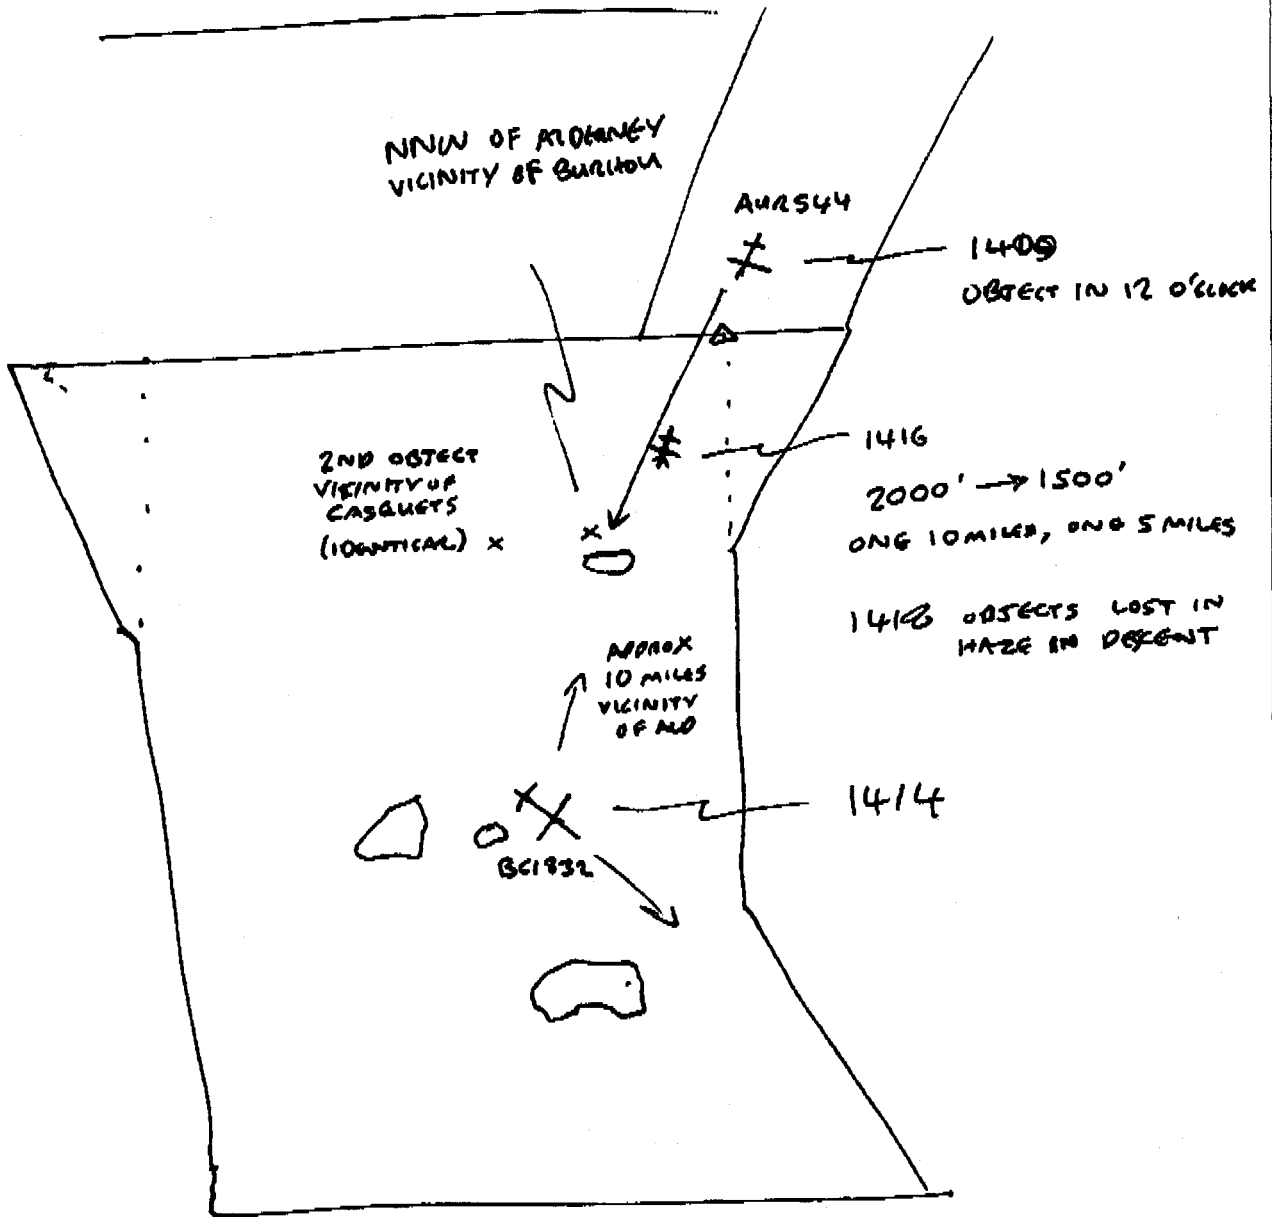 NNW OF ALDERNEY
VICINITY OF BURHOU
AUR544
1409
OBJECT IN 12 O'CLOCK
2ND OBJECT
VICINITY OF
CASQUETS
(IDENTICAL) x
x
1416
2000' → 1500'
ONE 10 MILES, ONE 5 MILES
1418 OBJECTS LOST IN
HAZE IN DESCENT
APPROX
10 MILES
VICINITY
OF ALD
1414
BCI832